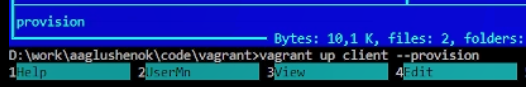 provision
Bytes: 10,1 K, files: 2, folders:
D:\work\aaglushenok\code\vagrant>vagrant up client --provision
1Help 2UserMn 3View 4Edit